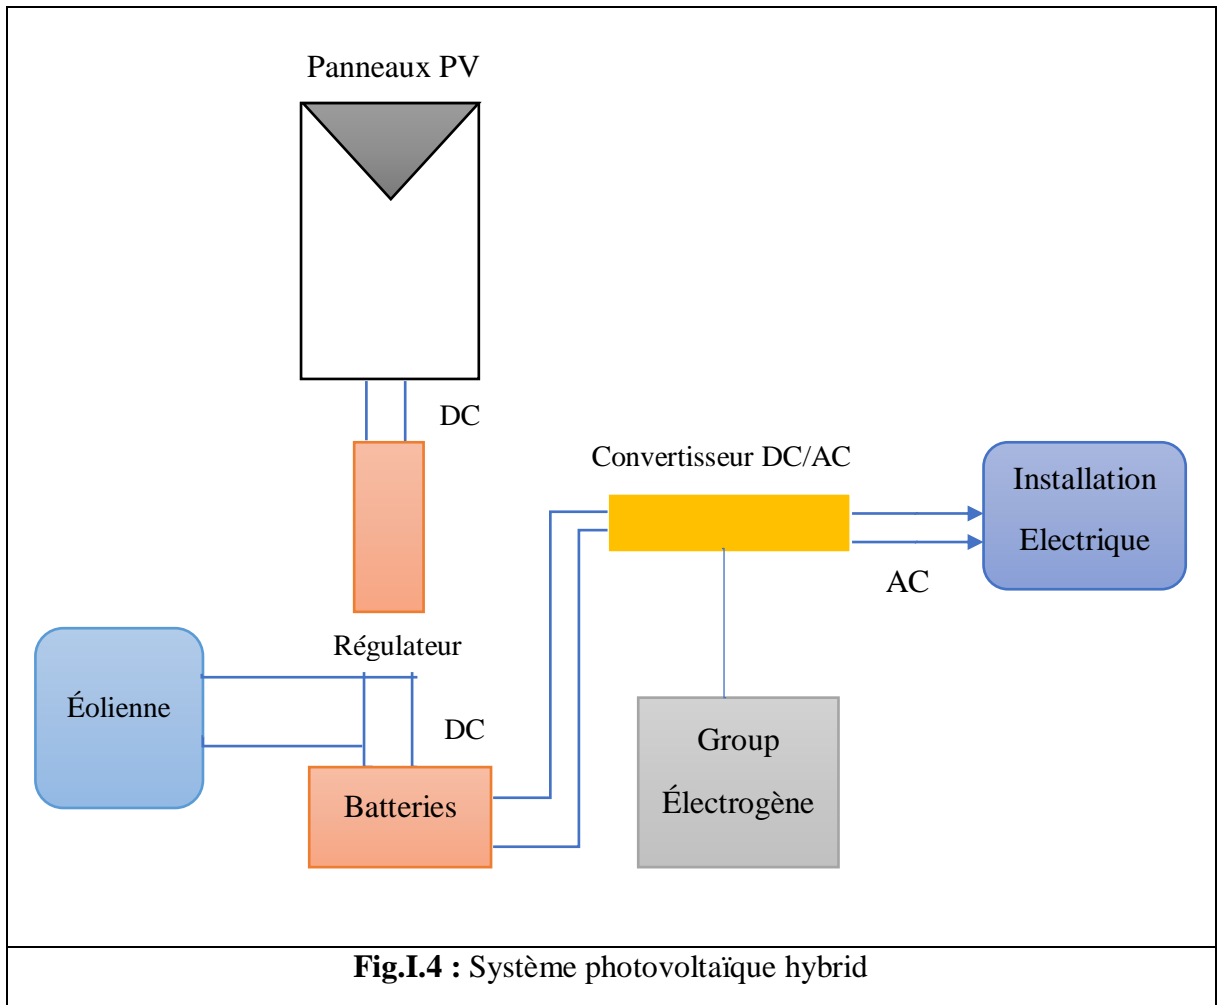 Panneaux PV
DC
Convertisseur DC/AC
Installation
Electrique
AC
Régulateur
Éolienne
DC
Group
Électrogène
Batteries
Fig.I.4 : Système photovoltaïque hybrid